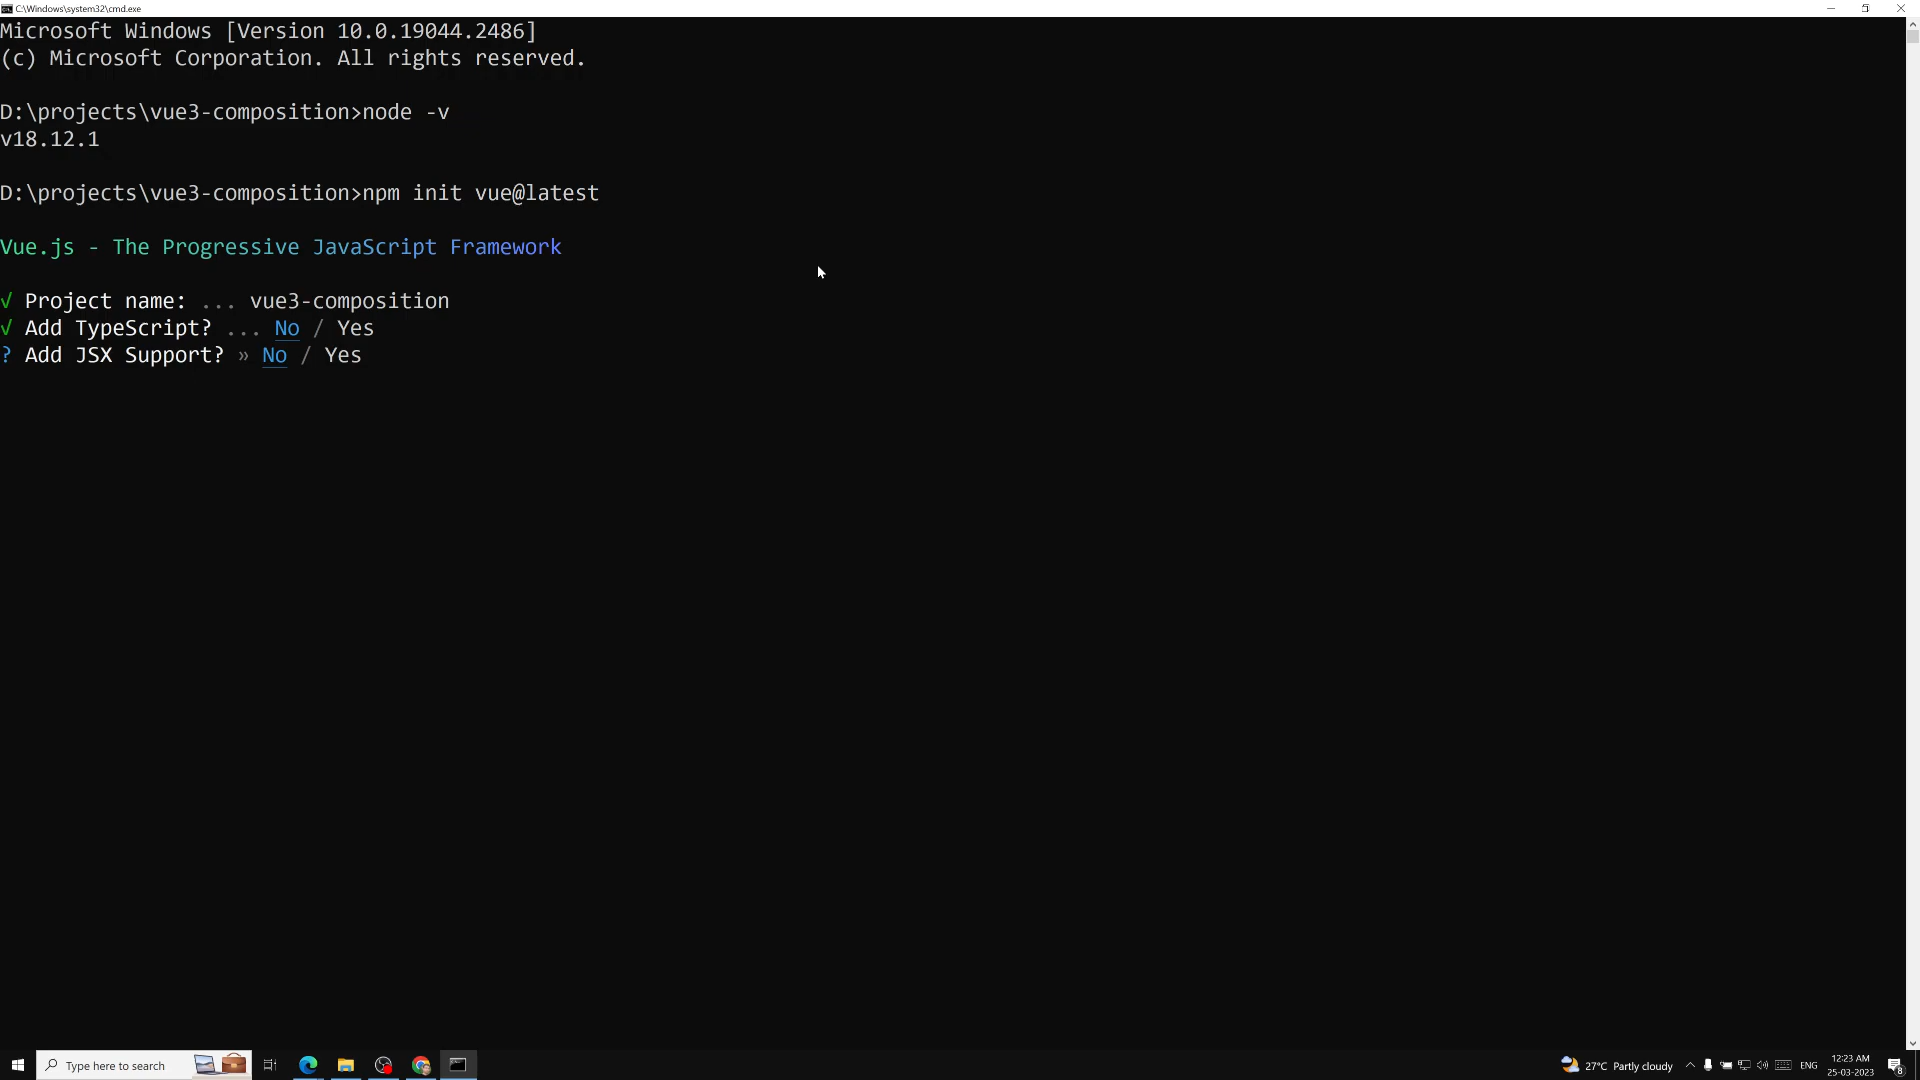 C:\Windows\system32\cmd.exe
Microsoft Windows [Version 10.0.19044.2486]
(c) Microsoft Corporation. All rights reserved.
D:\projects\vue3-composition>node -v
v18.12.1
D:\projects\vue3-composition>npm init vue@latest
Vue.js - The Progressive JavaScript Framework
√ Project name: ... vue3-composition
√ Add TypeScript? ... No / Yes
? Add JSX Support? » No / Yes
Type here to search
27°C Partly cloudy
ENG
12:23 AM
25-03-2023
8